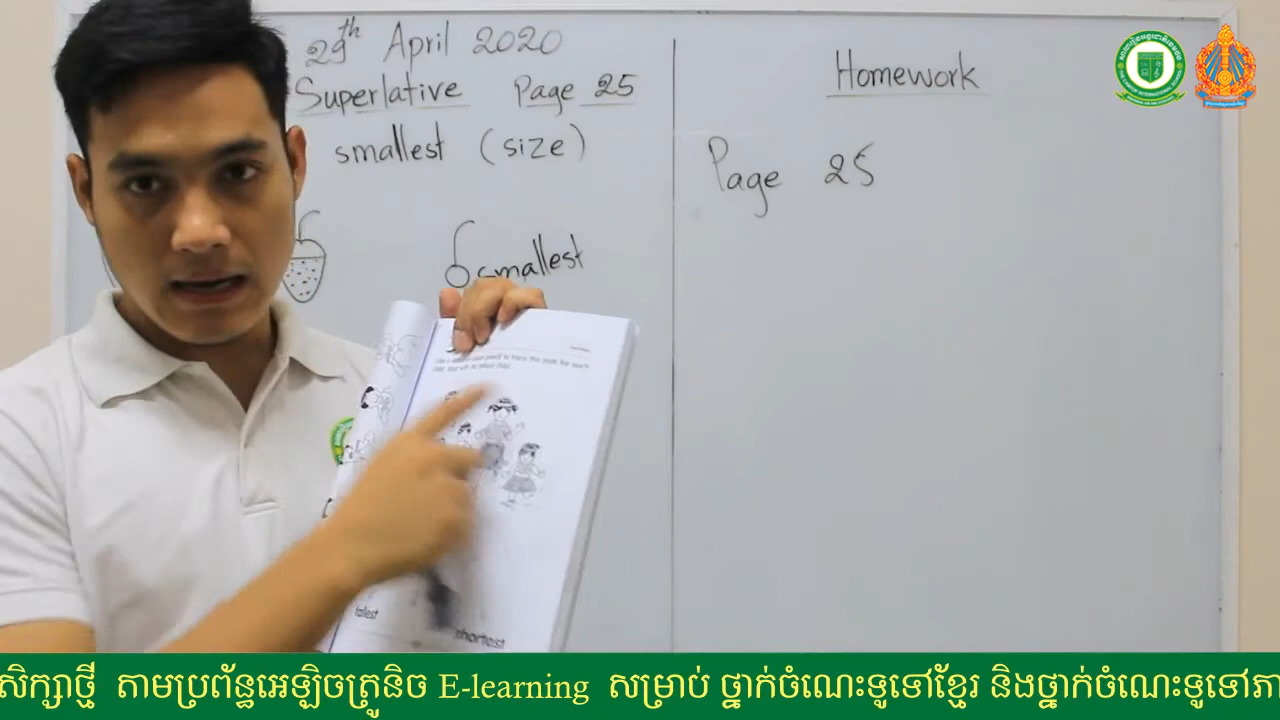 29th April 2020
Superlative Page 25
smallest (size)
smallest
Homework
Page 25
tallest
shortest
សិក្សាថ្មី តាមប្រព័ន្ធអេឡិចត្រូនិច E-learning សម្រាប់ ថ្នាក់ចំណេះទូទៅខ្មែរ និងថ្នាក់ចំណេះទូទៅភា